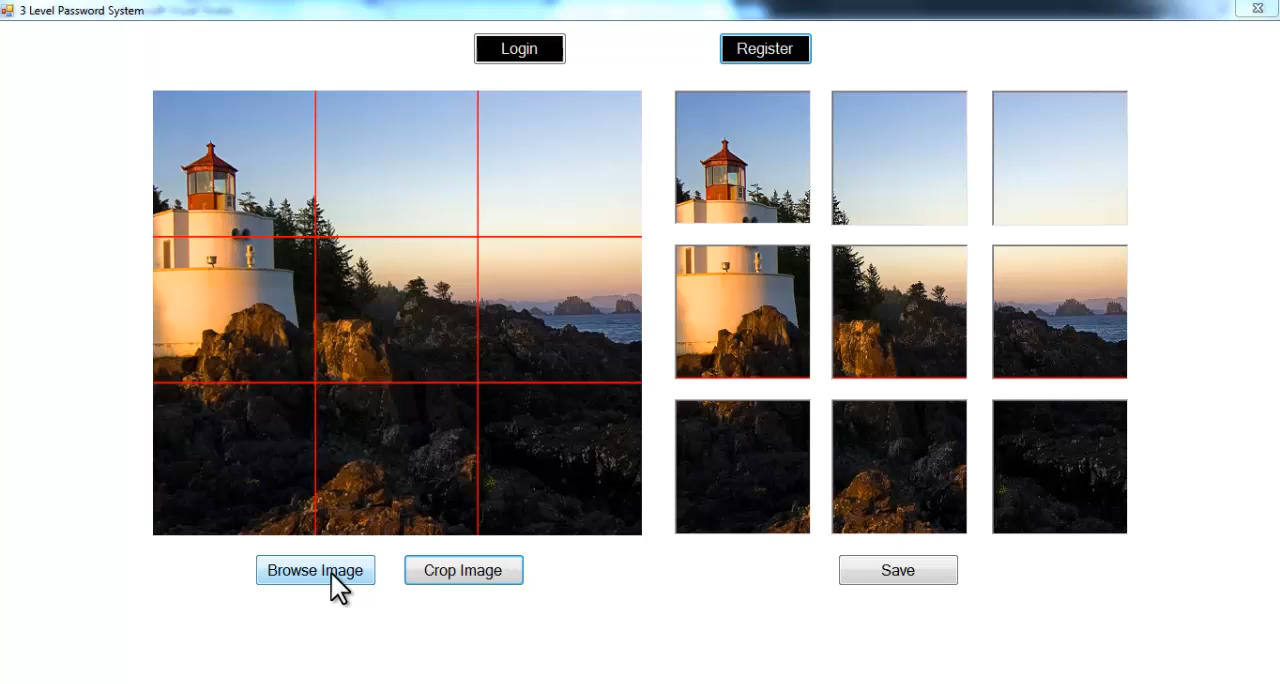 3 Level Password System
Login
Register
Browse Image
Crop Image
Save